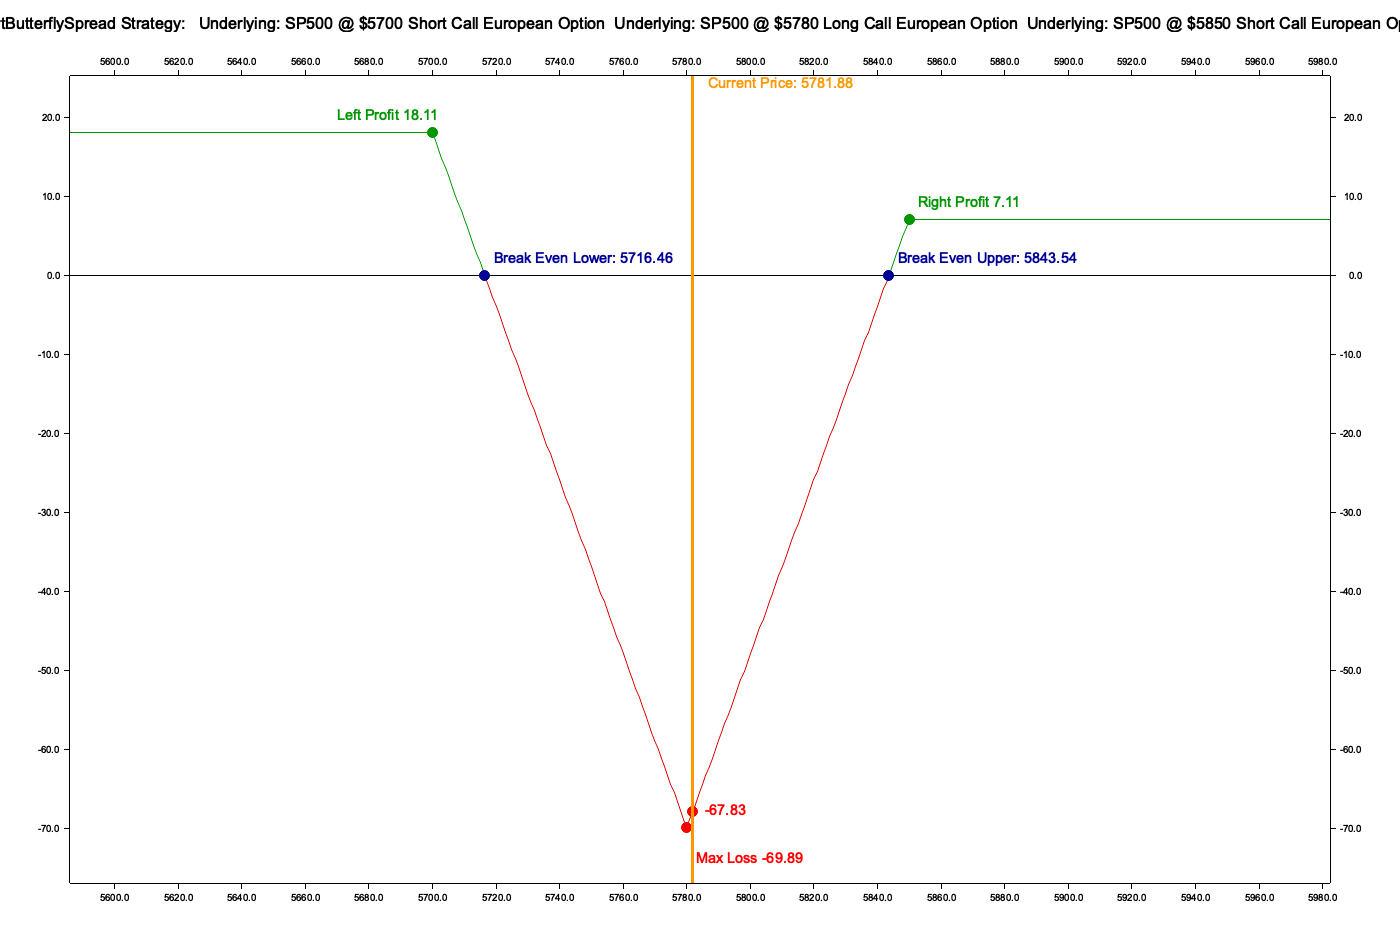 tButterflySpread Strategy: Underlying: SP500 @ $5700 Short Call European Option Underlying: SP500 @ $5780 Long Call European Option Underlying: SP500 @ $5850 Short Call European Op
5600.0 5620.0 5640.0 5660.0 5680.0 5700.0 5720.0 5740.0 5760.0 5780.0 5800.0 5820.0 5840.0 5860.0 5880.0 5900.0 5920.0 5940.0 5960.0 5980.0
Current Price: 5781.88
Left Profit 18.11
20.0 20.0
10.0 10.0
Right Profit 7.11
Break Even Lower: 5716.46 Break Even Upper: 5843.54
0.0 0.0
-10.0 -10.0
-20.0 -20.0
-30.0 -30.0
-40.0 -40.0
-50.0 -50.0
-60.0 -60.0
-67.83
-70.0 -70.0
Max Loss -69.89
5600.0 5620.0 5640.0 5660.0 5680.0 5700.0 5720.0 5740.0 5760.0 5780.0 5800.0 5820.0 5840.0 5860.0 5880.0 5900.0 5920.0 5940.0 5960.0 5980.0